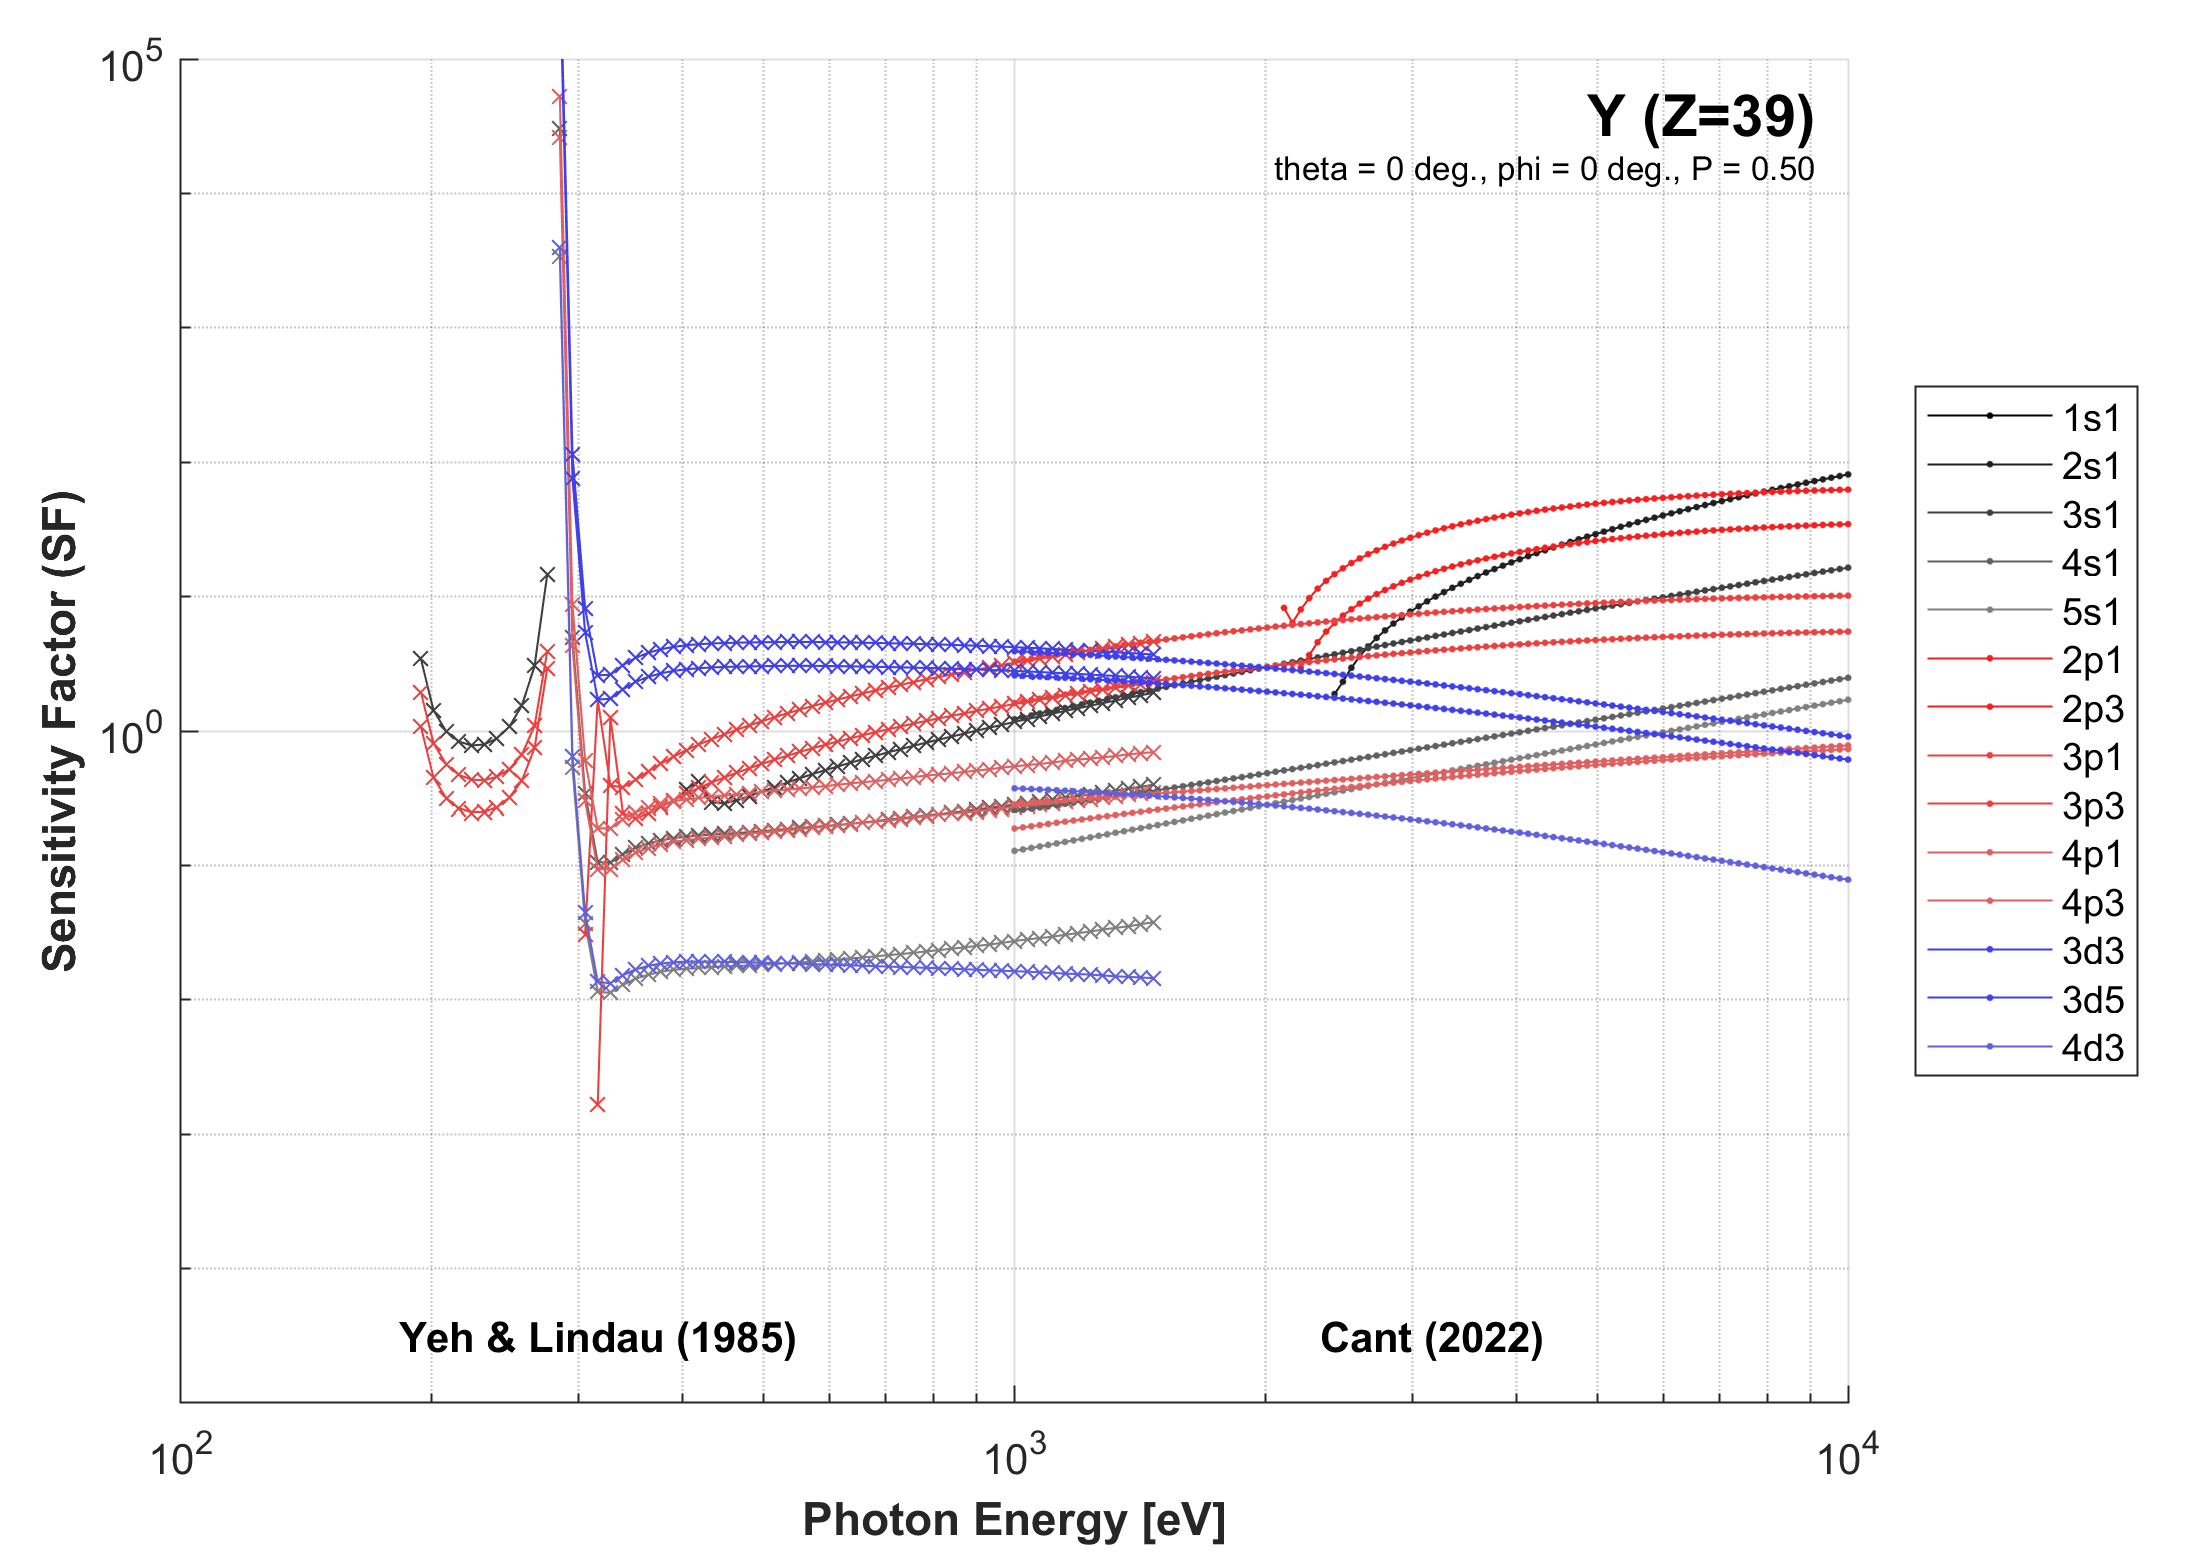 Y (Z=39)
theta = 0 deg., phi = 0 deg., P = 0.50
10^5
10^0
Sensitivity Factor (SF)
1s1
2s1
3s1
4s1
5s1
2p1
2p3
3p1
3p3
4p1
4p3
3d3
3d5
4d3
Yeh & Lindau (1985)
Cant (2022)
10^2
10^3
10^4
Photon Energy [eV]